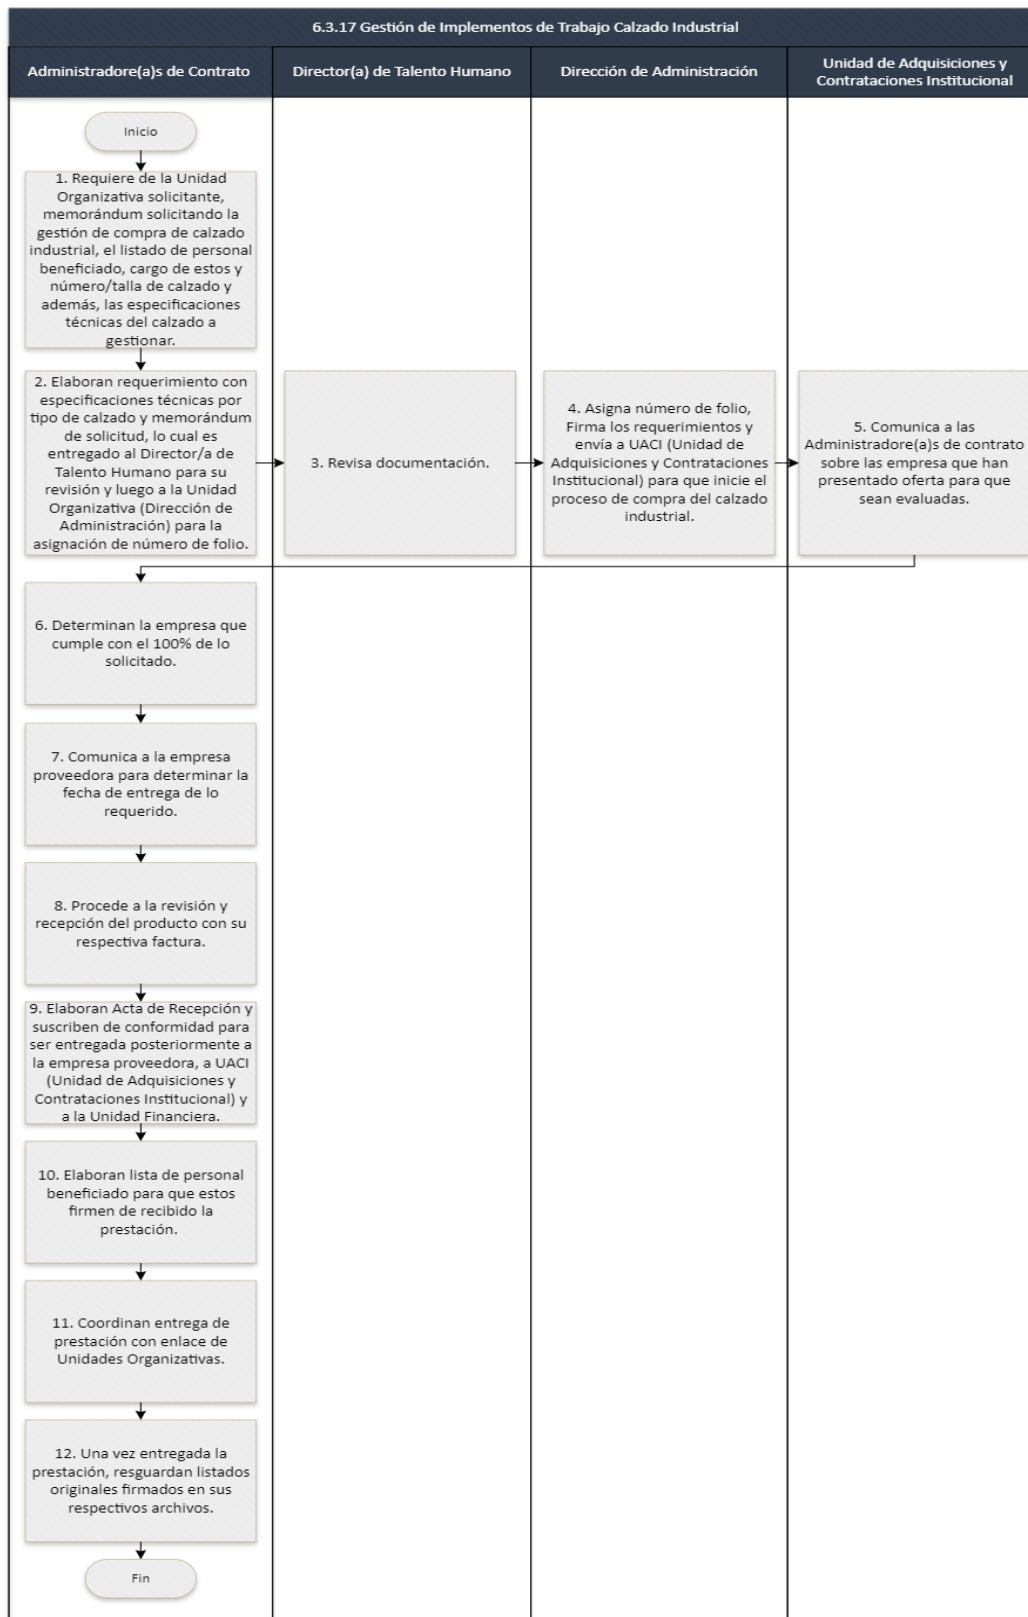 6.3.17 Gestión de Implementos de Trabajo Calzado Industrial
Administradore(a)s de Contrato
Director(a) de Talento Humano
Dirección de Administración
Unidad de Adquisiciones y
Contrataciones Institucional
Inicio
1. Requiere de la Unidad
Organizativa solicitante,
memorándum solicitando la
gestión de compra de calzado
industrial, el listado de personal
beneficiado, cargo de estos y
número/talla de calzado y
además, las especificaciones
técnicas del calzado a
gestionar.
2. Elaboran requerimiento con
especificaciones técnicas por
tipo de calzado y memorándum
de solicitud, lo cual es
entregado al Director/a de
Talento Humano para su
revisión y luego a la Unidad
Organizativa (Dirección de
Administración) para la
asignación de número de folio.
3. Revisa documentación.
4. Asigna número de folio,
Firma los requerimientos y
envía a UACI (Unidad de
Adquisiciones y Contrataciones
Institucional) para que inicie el
proceso de compra del calzado
industrial.
5. Comunica a las
Administradore(a)s de contrato
sobre las empresa que han
presentado oferta para que
sean evaluadas.
6. Determinan la empresa que
cumple con el 100% de lo
solicitado.
7. Comunica a la empresa
proveedora para determinar la
fecha de entrega de lo
requerido.
8. Procede a la revisión y
recepción del producto con su
respectiva factura.
9. Elaboran Acta de Recepción y
suscriben de conformidad para
ser entregada posteriormente a
la empresa proveedora, a UACI
(Unidad de Adquisiciones y
Contrataciones Institucional) y
a la Unidad Financiera.
10. Elaboran lista de personal
beneficiado para que estos
firmen de recibido la
prestación.
11. Coordinan entrega de
prestación con enlace de
Unidades Organizativas.
12. Una vez entregada la
prestación, resguardan listados
originales firmados en sus
respectivos archivos.
Fin